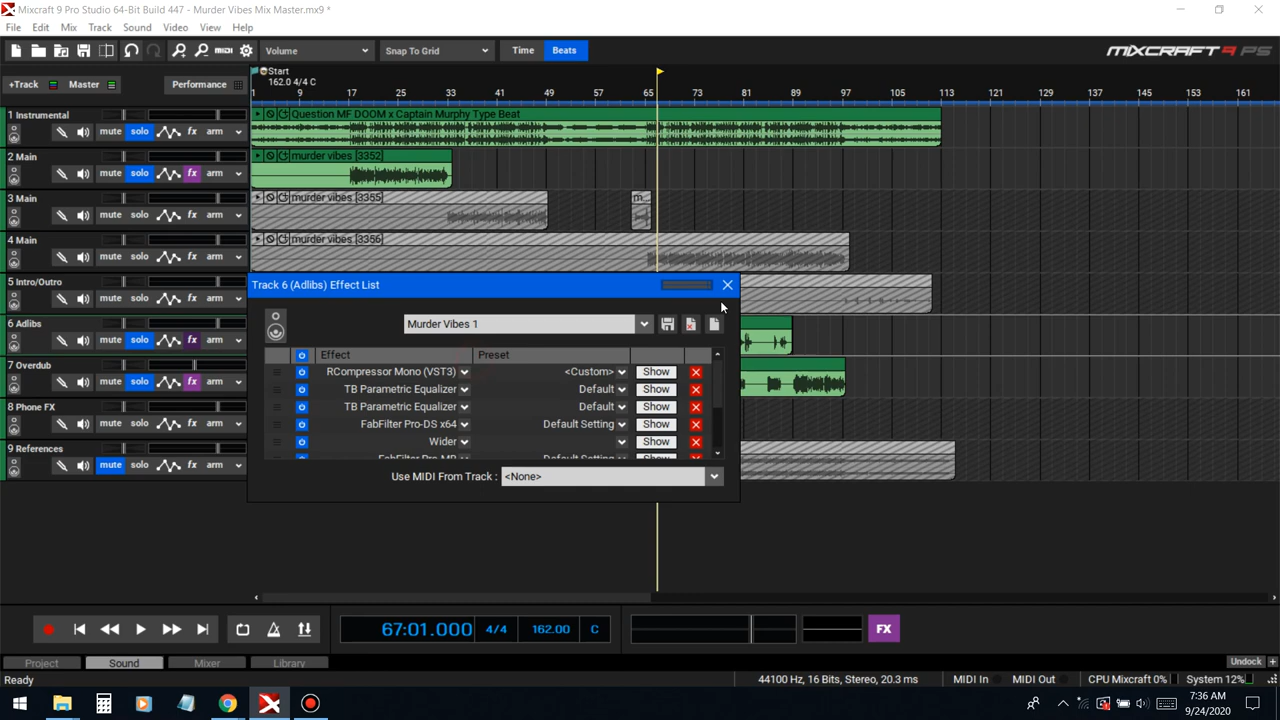 Mixcraft 9 Pro Studio 64-Bit Build 447 - Murder Vibes Mix Master.mx9 *
File Edit Mix Track Sound Video View Help
Volume Snap To Grid Time Beats MIXCRAFT 9 PS
+Track Master Performance
Start
162.0 4/4 C
1 9 17 25 33 41 49 57 65 73 81 89 97 105 113 121 129 137 145 153 161
1 Instrumental Question MF DOOM x Captain Murphy Type Beat
mute solo fx arm
2 Main murder vibes [3352]
mute solo fx arm
3 Main murder vibes [3355] m...
mute solo fx arm
4 Main murder vibes [3356]
mute solo fx arm
5 Intro/Outro
mute solo fx arm
6 Adlibs
mute solo fx arm
7 Overdub
mute solo fx arm
8 Phone FX
mute solo fx arm
9 References
mute solo fx arm
Track 6 (Adlibs) Effect List
Murder Vibes 1
Effect Preset
RCompressor Mono (VST3) <Custom> Show
TB Parametric Equalizer Default Show
TB Parametric Equalizer Default Show
FabFilter Pro-DS x64 Default Setting Show
Wider Show
FabFilter Pro-MB Default Setting Show
Use MIDI From Track : <None>
67:01.000 4/4 162.00 C FX
Project Sound Mixer Library Undock
Ready 44100 Hz, 16 Bits, Stereo, 20.3 ms MIDI In MIDI Out CPU Mixcraft 0% System 12%
7:36 AM
9/24/2020